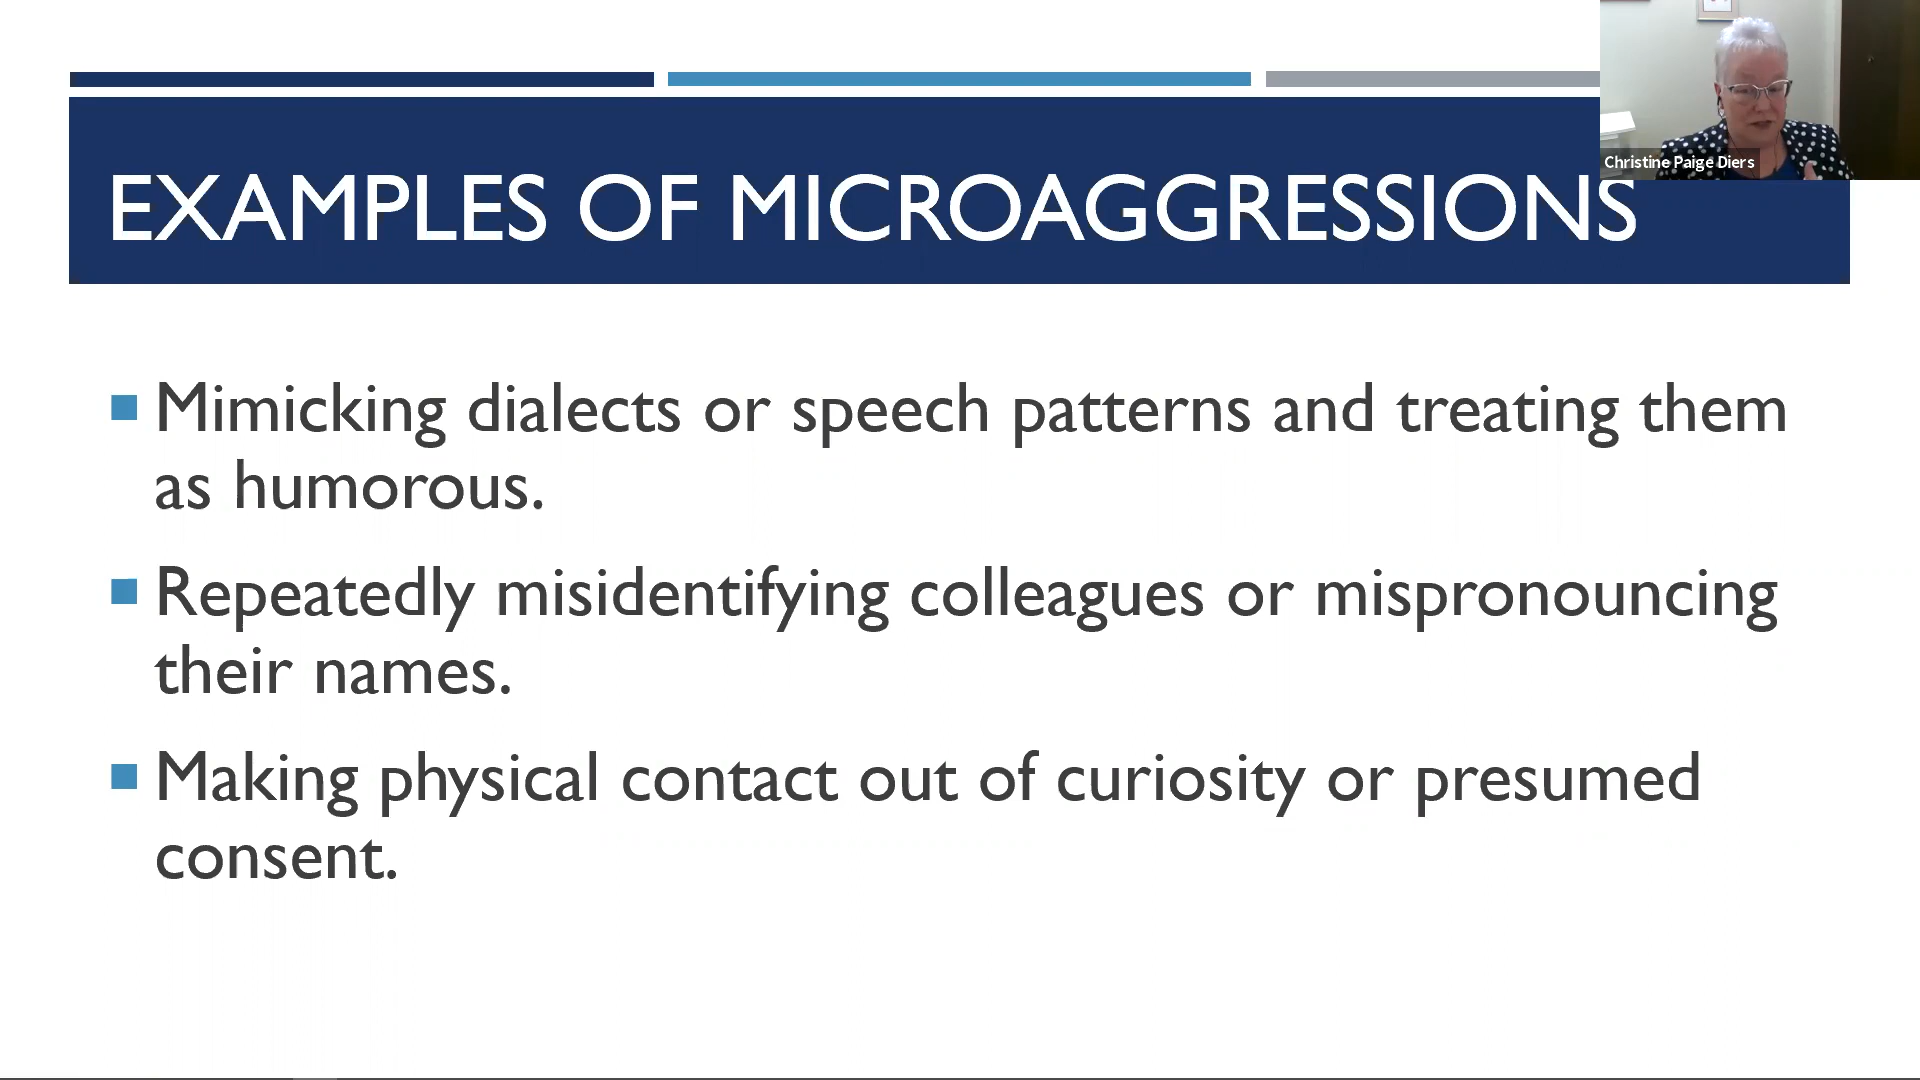 Christine Paige Diers
EXAMPLES OF MICROAGGRESSIONS
Mimicking dialects or speech patterns and treating them
as humorous.
Repeatedly misidentifying colleagues or mispronouncing
their names.
Making physical contact out of curiosity or presumed
consent.